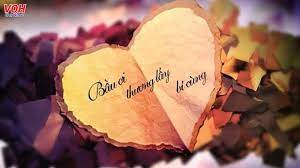 VOH
Bầu ơi
thương lấy
bí cùng